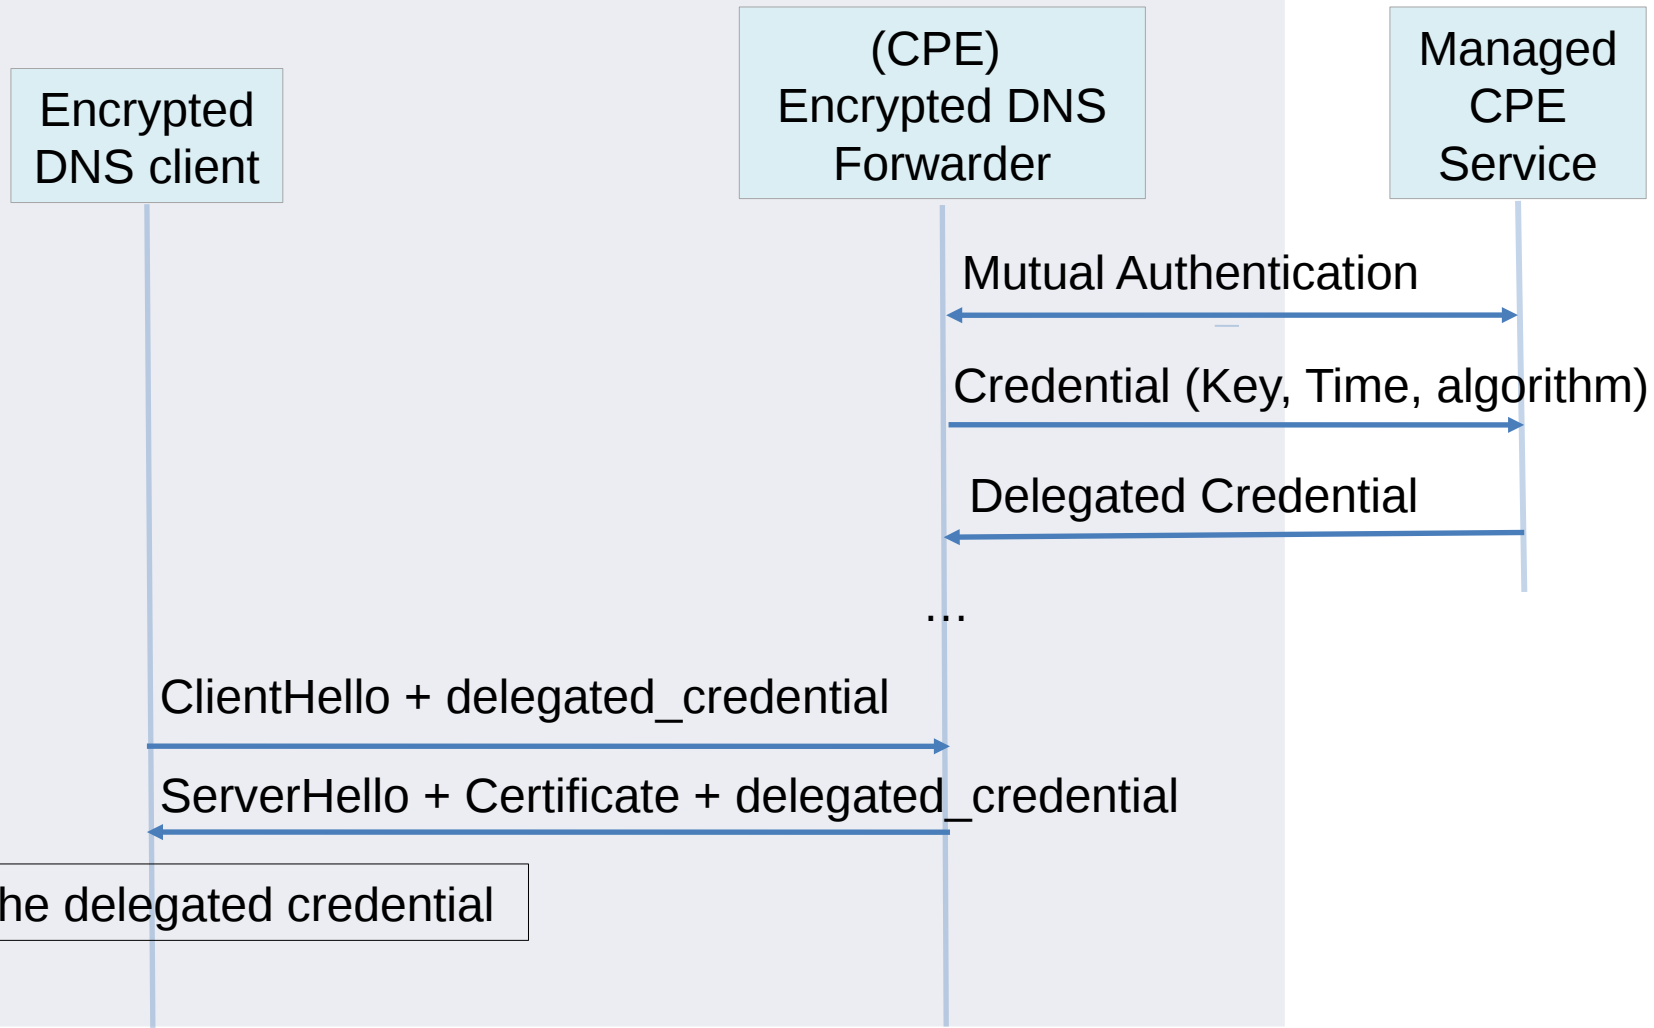 (CPE)
Encrypted DNS
Forwarder
Managed
CPE
Service
Encrypted
DNS client
Mutual Authentication
Credential (Key, Time, algorithm)
Delegated Credential
...
ClientHello + delegated_credential
ServerHello + Certificate + delegated_credential
delegated credential